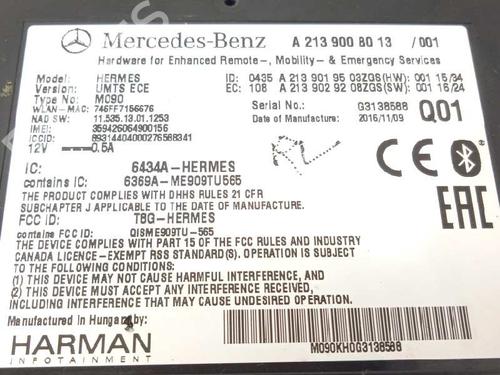 Mercedes-Benz A 213 900 80 13 / 001
Hardware for Enhanced Remote-, Mobility- & Emergency Services
Hardware: HERMES ID: 0435 A 213 901 95 03ZGS(HW): 001 15/34
Version: UMTS ECE EC: 108 A 213 902 92 08ZGS(SW): 001 16/24
Type No: M090
WLAN-MAC: 746FF7156676 G3138588 Q01
NAD SW: 11.535.13.01.1253 Date of Manufacture: 2016/11/09
IMEI: 359426064900156
ICCID: 89314404000276568341
12V 0.5A
IC: 6434A-HERMES
contains IC: 6369A-ME909TU565
THE PRODUCT COMPLIES WITH DHHS RULES 21 CFR
SUBCHAPTER J APPLICABLE TO THE DATE OF MANUFACTURE.
FCC ID: T8G-HERMES
contains FCC ID: QISME909TU-565
THE DEVICE COMPLIES WITH PART 15 OF THE FCC RULES AND INDUSTRY
CANADA LICENCE-EXEMPT RSS STANDARD(S). OPERATION IS SUBJECT
TO THE FOLLOWING CONDITIONS:
(1) THIS DEVICE MAY NOT CAUSE HARMFUL INTERFERENCE, AND
(2) THIS DEVICE MUST ACCEPT ANY INTERFERENCE,
INCLUDING INTERFERENCE THAT MAY CAUSE UNDESIRED OPERATION.
CE
EAC
Manufactured in Hungary by:
HARMAN
INFOTAINMENT
M090KH0G3138588